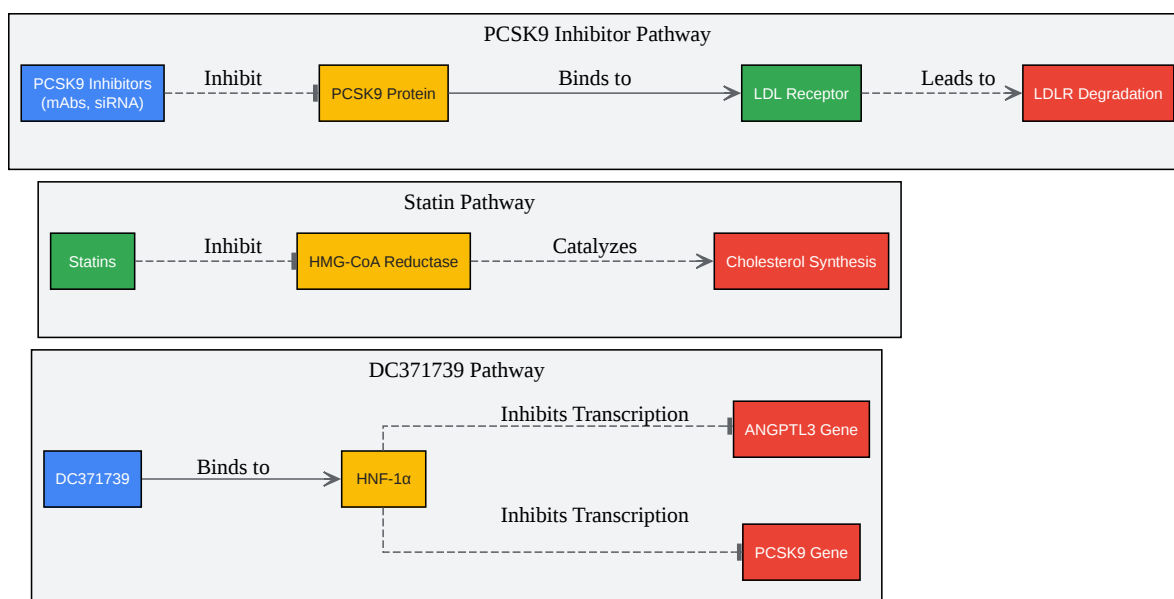 PCSK9 Inhibitor Pathway
PCSK9 Inhibitors
(mAbs, siRNA)
Inhibit
PCSK9 Protein
Binds to
LDL Receptor
Leads to
LDLR Degradation
Statin Pathway
Statins
Inhibit
HMG-CoA Reductase
Catalyzes
Cholesterol Synthesis
DC371739 Pathway
DC371739
Binds to
HNF-1α
Inhibits Transcription
ANGPTL3 Gene
Inhibits Transcription
PCSK9 Gene